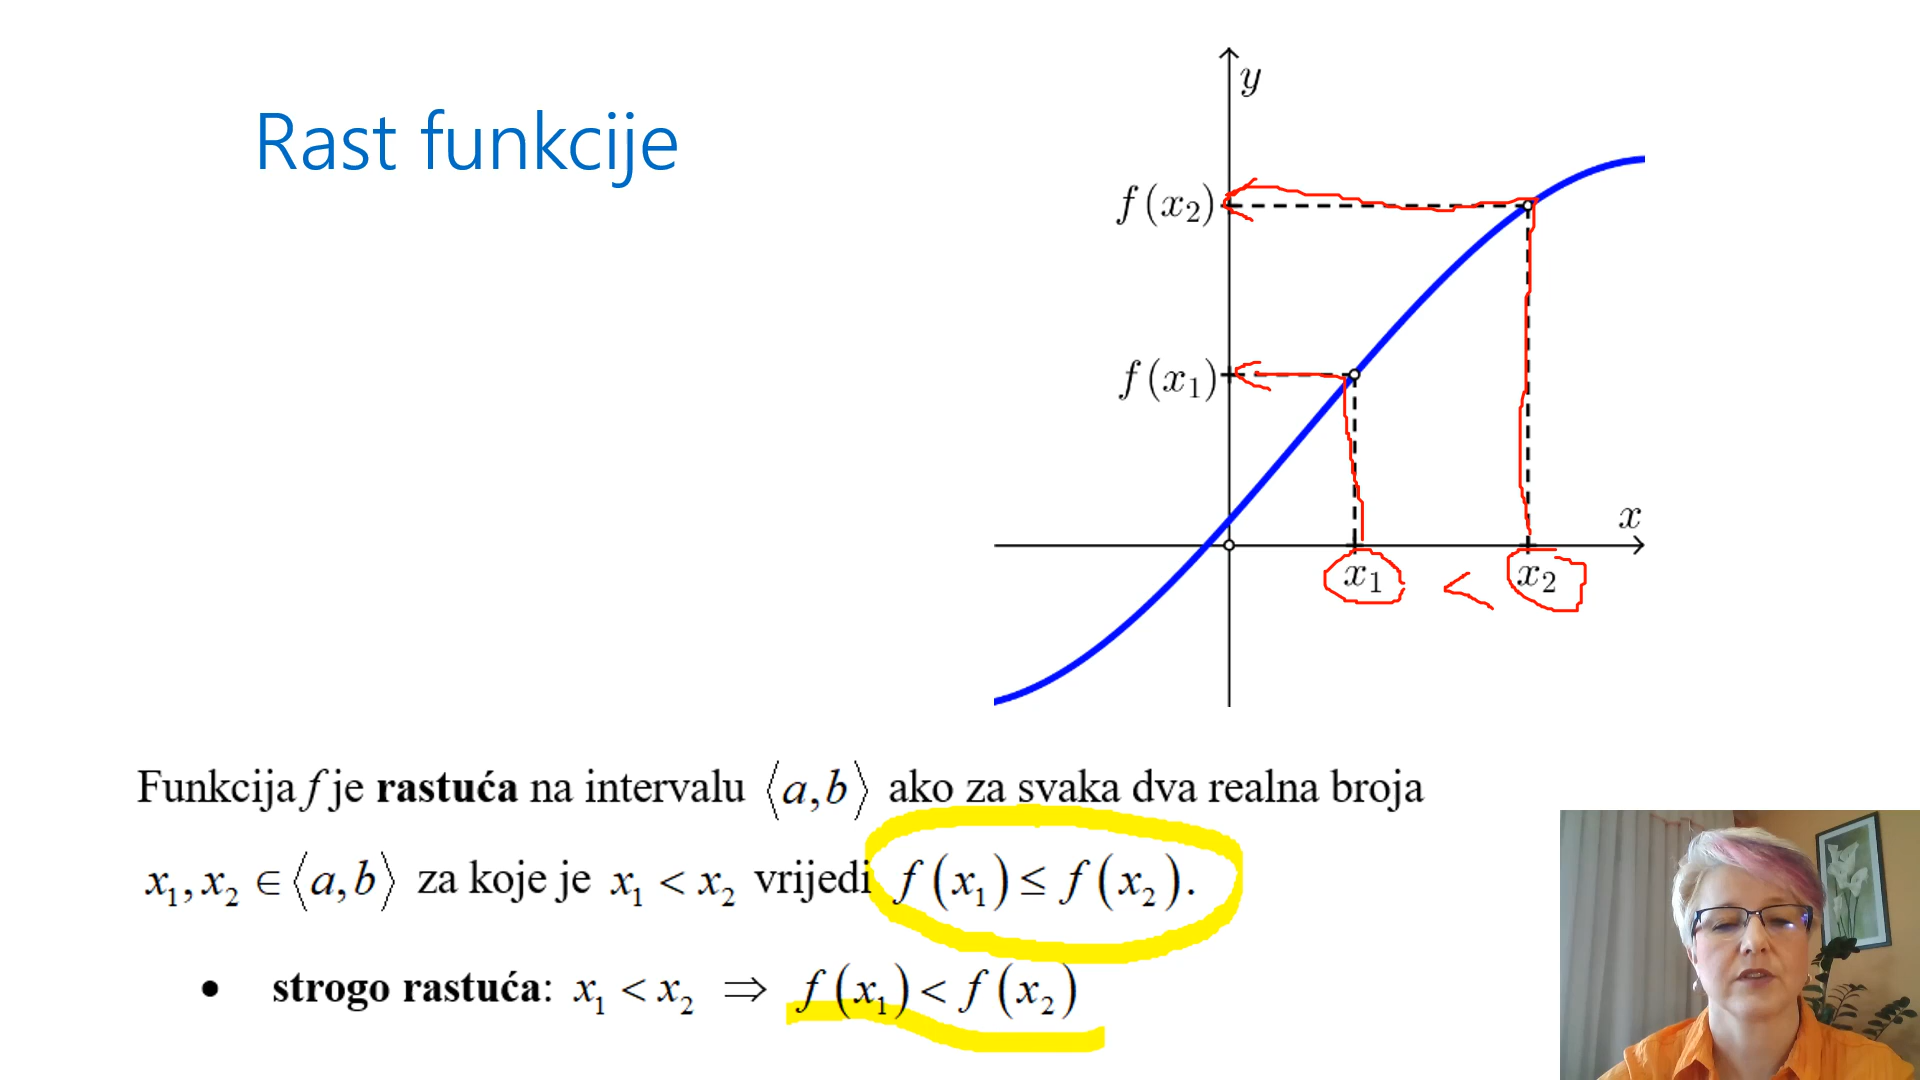 Rast funkcije
y
f(x₂)
f(x₁)
x
x₁ < x₂
Funkcija f je rastuća na intervalu ⟨a,b⟩ ako za svaka dva realna broja
x₁, x₂ ∈ ⟨a,b⟩ za koje je x₁ < x₂ vrijedi f(x₁) ≤ f(x₂).
• strogo rastuća: x₁ < x₂ ⇒ f(x₁) < f(x₂)